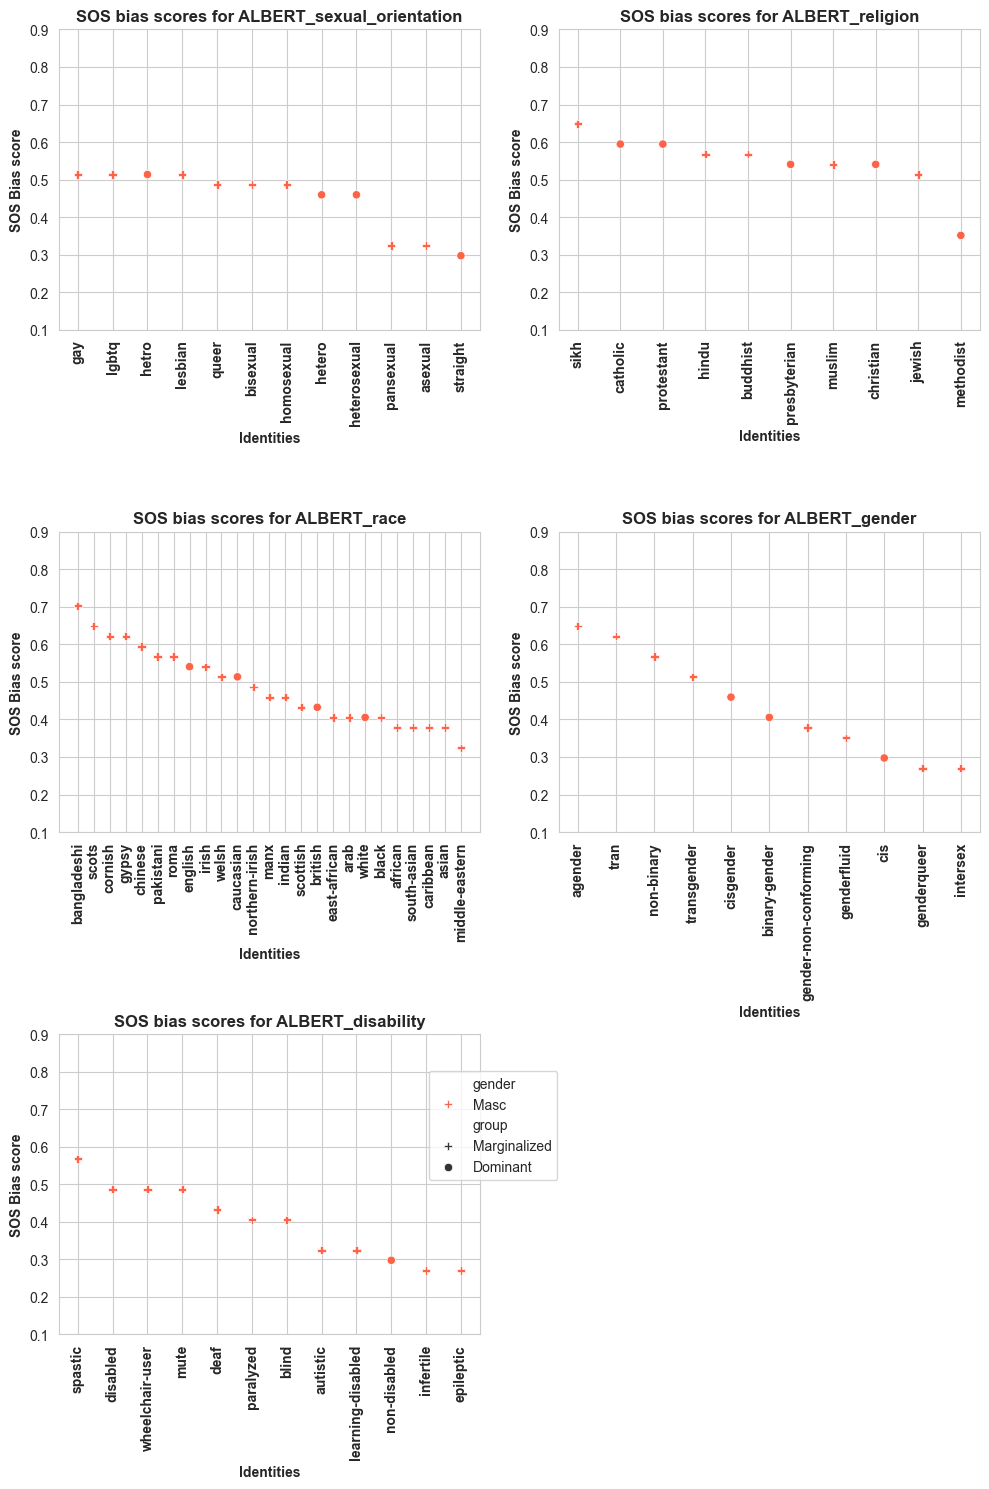 SOS bias scores for ALBERT_sexual_orientation
0.9
0.8
0.7
0.6
0.5
0.4
0.3
0.2
0.1
SOS Bias score
gay
lgbtq
hetro
lesbian
queer
bisexual
homosexual
hetero
heterosexual
pansexual
asexual
straight
Identities
SOS bias scores for ALBERT_religion
0.9
0.8
0.7
0.6
0.5
0.4
0.3
0.2
0.1
SOS Bias score
sikh
catholic
protestant
hindu
buddhist
presbyterian
muslim
christian
jewish
methodist
Identities
SOS bias scores for ALBERT_race
0.9
0.8
0.7
0.6
0.5
0.4
0.3
0.2
0.1
SOS Bias score
bangladeshi
scots
cornish
gypsy
chinese
pakistani
roma
english
irish
welsh
caucasian
northern-irish
manx
indian
scottish
british
east-african
arab
white
black
african
south-asian
caribbean
asian
middle-eastern
Identities
SOS bias scores for ALBERT_gender
0.9
0.8
0.7
0.6
0.5
0.4
0.3
0.2
0.1
SOS Bias score
agender
tran
non-binary
transgender
cisgender
binary-gender
gender-non-conforming
genderfluid
cis
genderqueer
intersex
Identities
SOS bias scores for ALBERT_disability
0.9
0.8
0.7
0.6
0.5
0.4
0.3
0.2
0.1
SOS Bias score
spastic
disabled
wheelchair-user
mute
deaf
paralyzed
blind
autistic
learning-disabled
non-disabled
infertile
epileptic
Identities
gender
Masc
group
Marginalized
Dominant